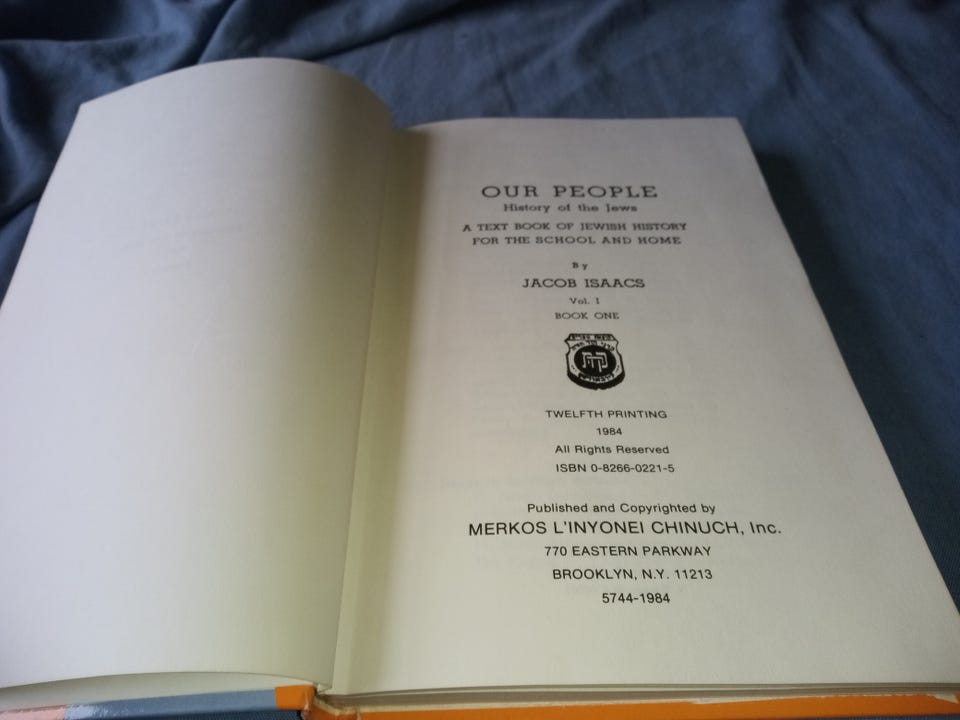 OUR PEOPLE
History of the Jews
A TEXT BOOK OF JEWISH HISTORY
FOR THE SCHOOL AND HOME
By
JACOB ISAACS
Vol. 1
BOOK ONE
TWELFTH PRINTING
1984
All Rights Reserved
ISBN 0-8266-0221-5
Published and Copyrighted by
MERKOS L'INYONEI CHINUCH, Inc.
770 EASTERN PARKWAY
BROOKLYN, N.Y. 11213
5744-1984